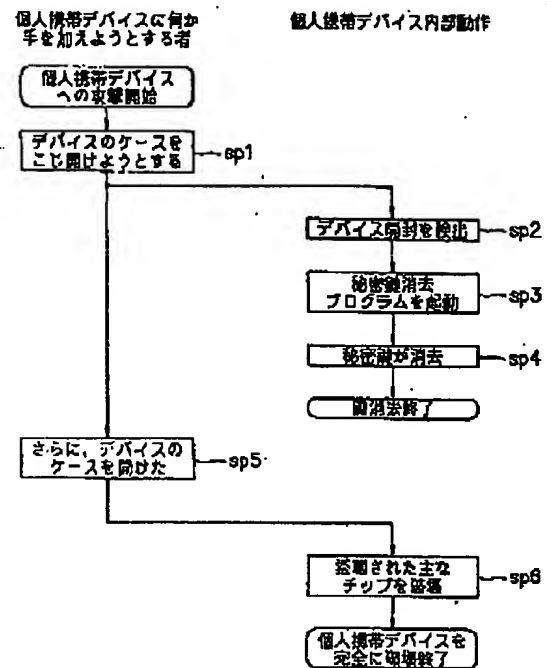 個人携帯デバイスに何か
手を加えようとする者
個人携帯デバイス内部動作
個人携帯デバイス
への攻撃開始
デバイスのケースを
こじ開けようとする
sp1
デバイス開封を検出
sp2
秘密鍵消去
プログラムを起動
sp3
秘密鍵が消去
sp4
鍵消去終了
さらに、デバイスの
ケースを開けた
sp5
搭載された主な
チップを破壊
sp6
個人携帯デバイスを
完全に破壊終了